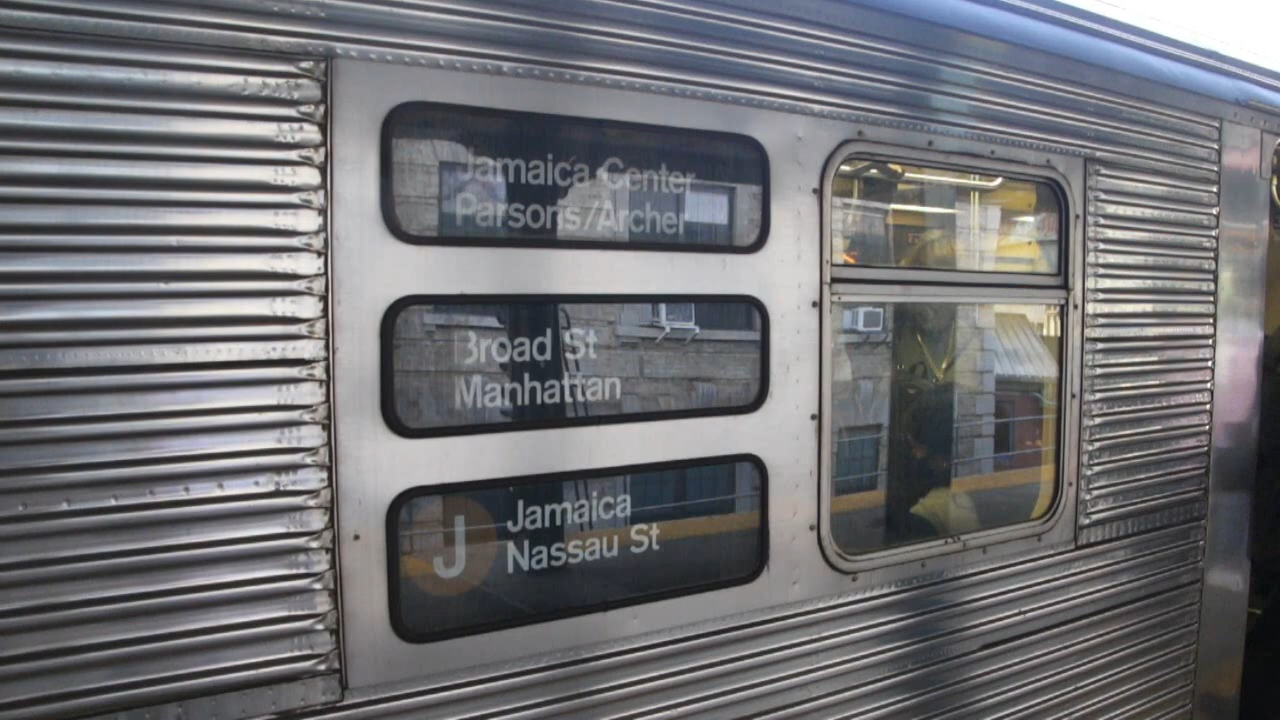 Jamaica Center
Parsons/Archer
Broad St
Manhattan
J
Jamaica
Nassau St